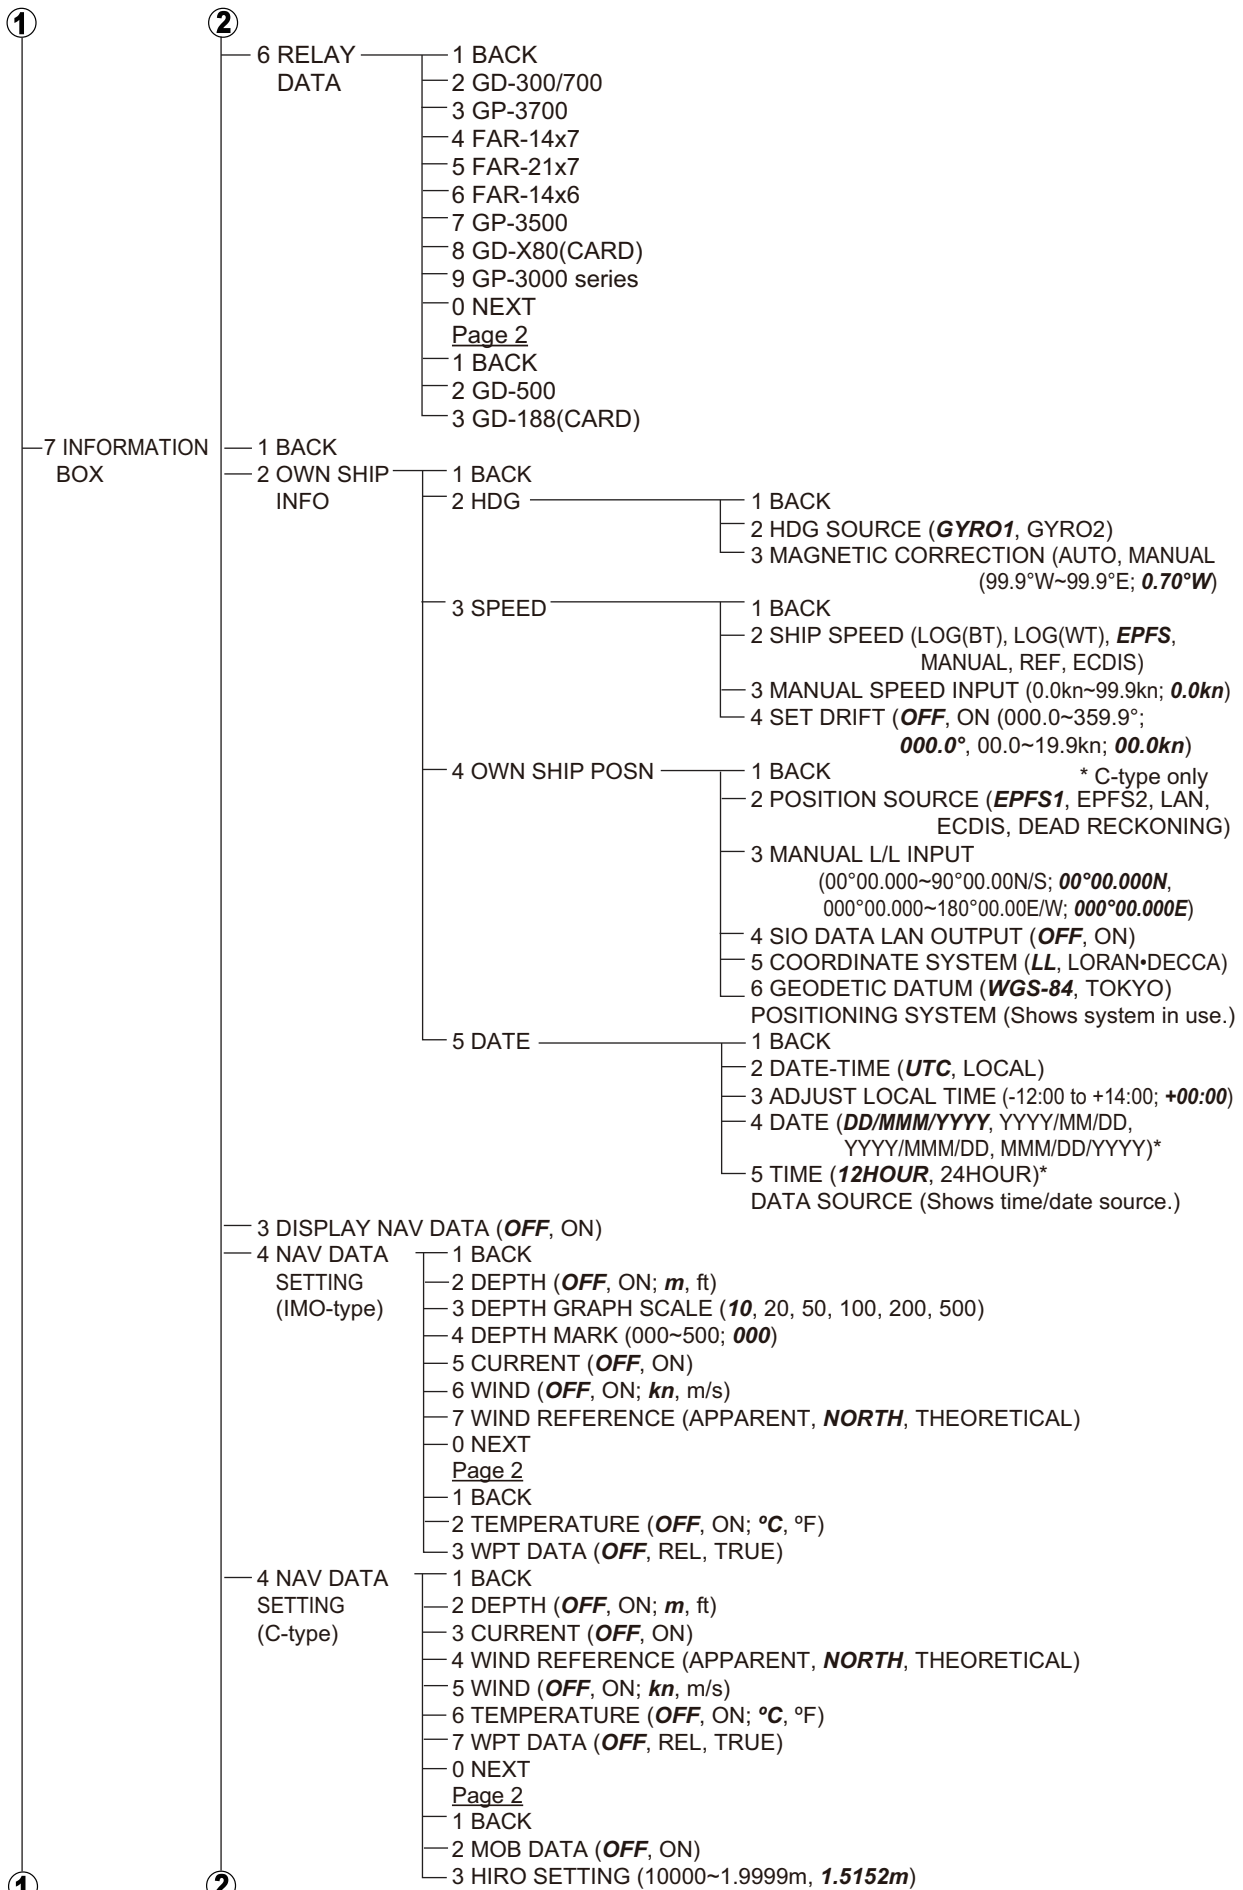 1 2
6 RELAY DATA
1 BACK
2 GD-300/700
3 GP-3700
4 FAR-14x7
5 FAR-21x7
6 FAR-14x6
7 GP-3500
8 GD-X80(CARD)
9 GP-3000 series
0 NEXT
Page 2
1 BACK
2 GD-500
3 GD-188(CARD)
7 INFORMATION BOX
1 BACK
2 OWN SHIP INFO
1 BACK
2 HDG
1 BACK
2 HDG SOURCE (GYRO1, GYRO2)
3 MAGNETIC CORRECTION (AUTO, MANUAL
(99.9°W~99.9°E; 0.70°W)
3 SPEED
1 BACK
2 SHIP SPEED (LOG(BT), LOG(WT), EPFS,
MANUAL, REF, ECDIS)
3 MANUAL SPEED INPUT (0.0kn~99.9kn; 0.0kn)
4 SET DRIFT (OFF, ON (000.0~359.9°;
000.0°, 00.0~19.9kn; 00.0kn)
4 OWN SHIP POSN
1 BACK
* C-type only
2 POSITION SOURCE (EPFS1, EPFS2, LAN,
ECDIS, DEAD RECKONING)
3 MANUAL L/L INPUT
(00°00.000~90°00.00N/S; 00°00.000N,
000°00.000~180°00.00E/W; 000°00.000E)
4 SIO DATA LAN OUTPUT (OFF, ON)
5 COORDINATE SYSTEM (LL, LORAN•DECCA)
6 GEODETIC DATUM (WGS-84, TOKYO)
POSITIONING SYSTEM (Shows system in use.)
5 DATE
1 BACK
2 DATE-TIME (UTC, LOCAL)
3 ADJUST LOCAL TIME (-12:00 to +14:00; +00:00)
4 DATE (DD/MMM/YYYY, YYYY/MM/DD,
YYYY/MMM/DD, MMM/DD/YYYY)*
5 TIME (12HOUR, 24HOUR)*
DATA SOURCE (Shows time/date source.)
3 DISPLAY NAV DATA (OFF, ON)
4 NAV DATA
SETTING
(IMO-type)
1 BACK
2 DEPTH (OFF, ON; m, ft)
3 DEPTH GRAPH SCALE (10, 20, 50, 100, 200, 500)
4 DEPTH MARK (000~500; 000)
5 CURRENT (OFF, ON)
6 WIND (OFF, ON; kn, m/s)
7 WIND REFERENCE (APPARENT, NORTH, THEORETICAL)
0 NEXT
Page 2
1 BACK
2 TEMPERATURE (OFF, ON; ºC, ºF)
3 WPT DATA (OFF, REL, TRUE)
4 NAV DATA
SETTING
(C-type)
1 BACK
2 DEPTH (OFF, ON; m, ft)
3 CURRENT (OFF, ON)
4 WIND REFERENCE (APPARENT, NORTH, THEORETICAL)
5 WIND (OFF, ON; kn, m/s)
6 TEMPERATURE (OFF, ON; ºC, ºF)
7 WPT DATA (OFF, REL, TRUE)
0 NEXT
Page 2
1 BACK
2 MOB DATA (OFF, ON)
3 HIRO SETTING (10000~1.9999m, 1.5152m)
1 2